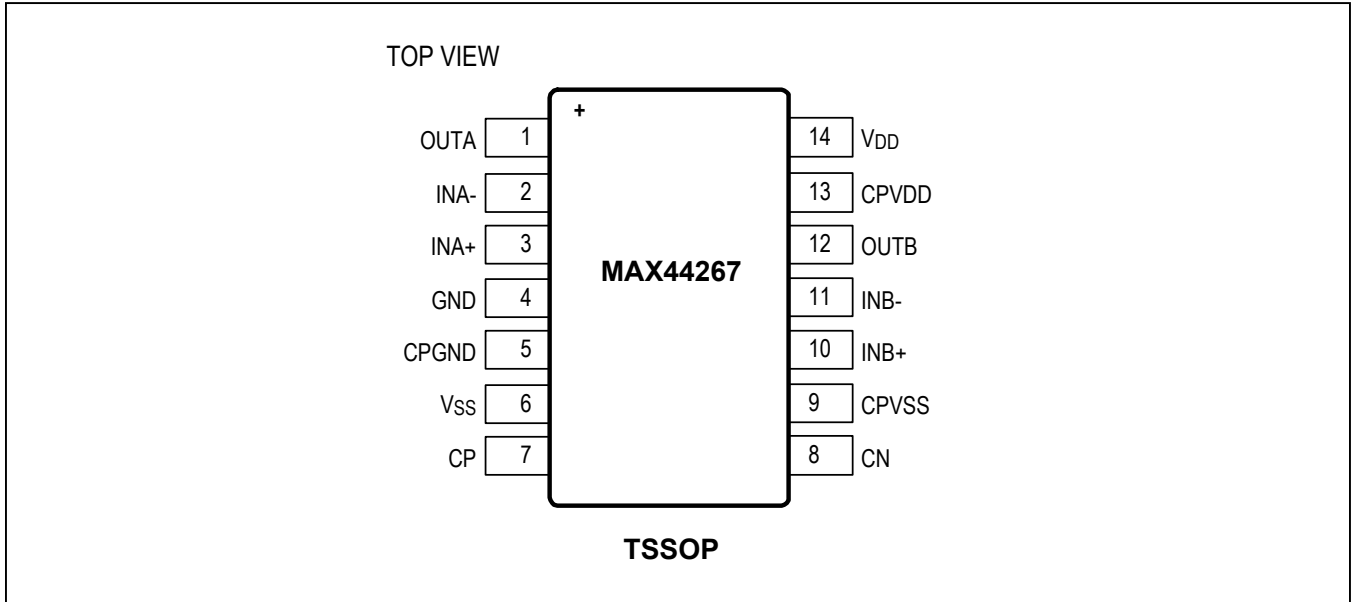 TOP VIEW
+
OUTA 1 14 VDD
INA- 2 13 CPVDD
INA+ 3 12 OUTB
MAX44267
GND 4 11 INB-
CPGND 5 10 INB+
VSS 6 9 CPVSS
CP 7 8 CN
TSSOP